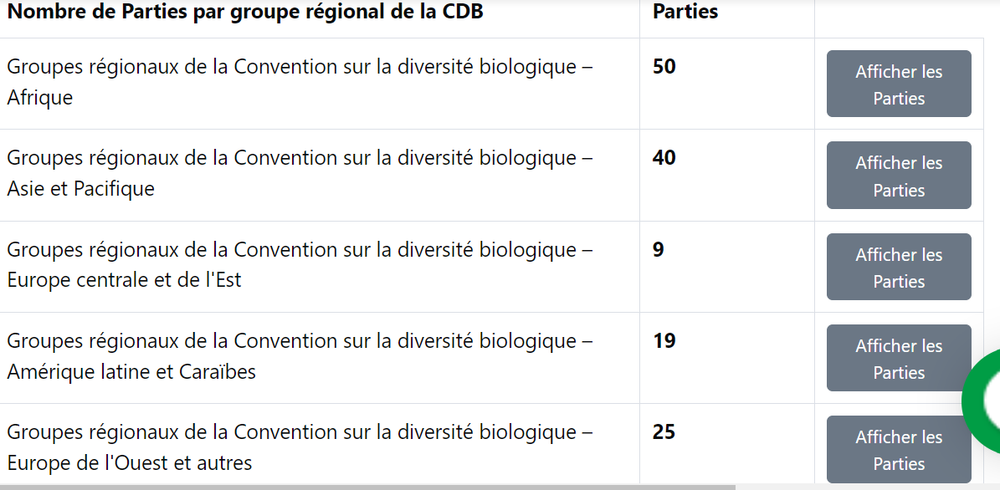 Nombre de Parties par groupe régional de la CDB
Parties
Groupes régionaux de la Convention sur la diversité biologique –
Afrique
50
Afficher les
Parties
Groupes régionaux de la Convention sur la diversité biologique –
Asie et Pacifique
40
Afficher les
Parties
Groupes régionaux de la Convention sur la diversité biologique –
Europe centrale et de l'Est
9
Afficher les
Parties
Groupes régionaux de la Convention sur la diversité biologique –
Amérique latine et Caraïbes
19
Afficher les
Parties
Groupes régionaux de la Convention sur la diversité biologique –
Europe de l'Ouest et autres
25
Afficher les
Parties